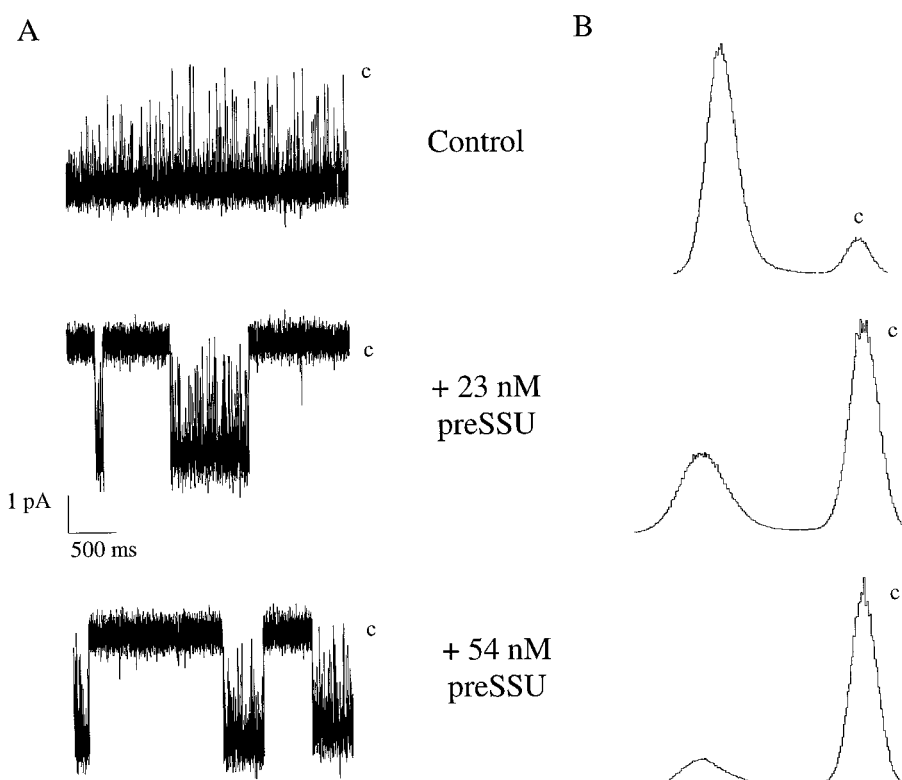 A
B
c
Control
c
c
+ 23 nM
preSSU
c
1 pA
500 ms
c
+ 54 nM
preSSU
c